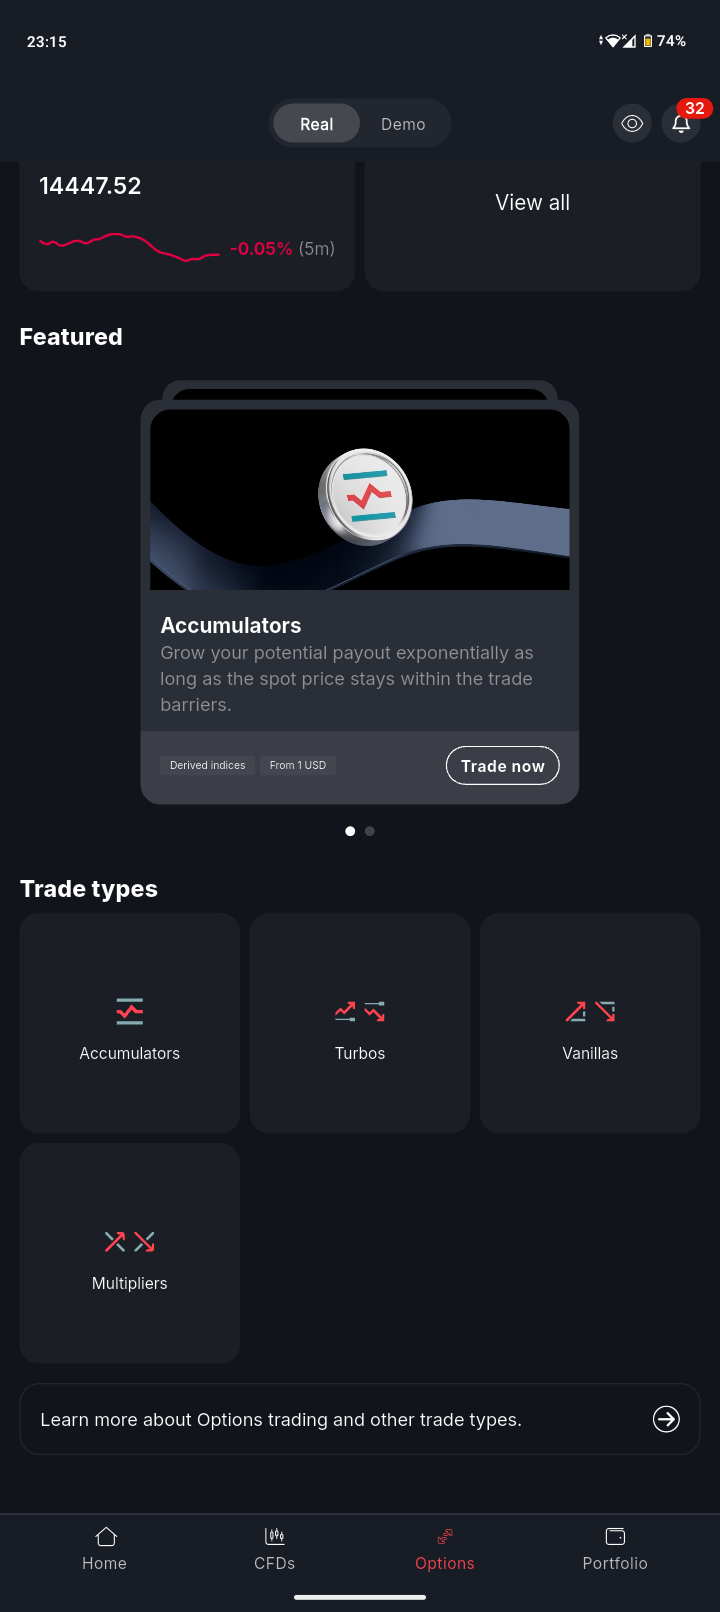 23:15
74%
Real
Demo
32
14447.52
-0.05% (5m)
View all
Featured
Accumulators
Grow your potential payout exponentially as
long as the spot price stays within the trade
barriers.
Derived indices
From 1 USD
Trade now
Trade types
Accumulators
Turbos
Vanillas
Multipliers
Learn more about Options trading and other trade types.
Home
CFDs
Options
Portfolio